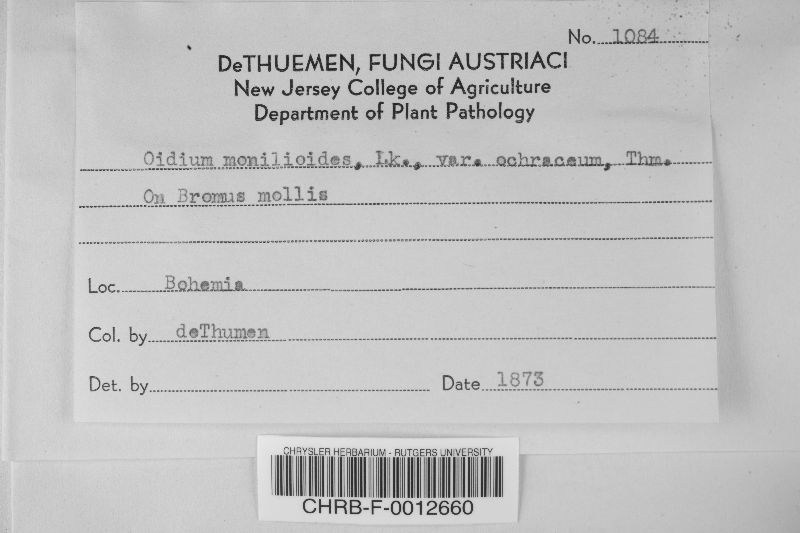 No. 1084
DeTHUEMEN, FUNGI AUSTRIACI
New Jersey College of Agriculture
Department of Plant Pathology
Oidium monilioides, Lk., var. ochraceum, Thm.
On Bromus mollis
Loc. Bohemia
Col. by deThumen
Det. by
Date 1873
CHRYSLER HERBARIUM - RUTGERS UNIVERSITY
CHRB-F-0012660